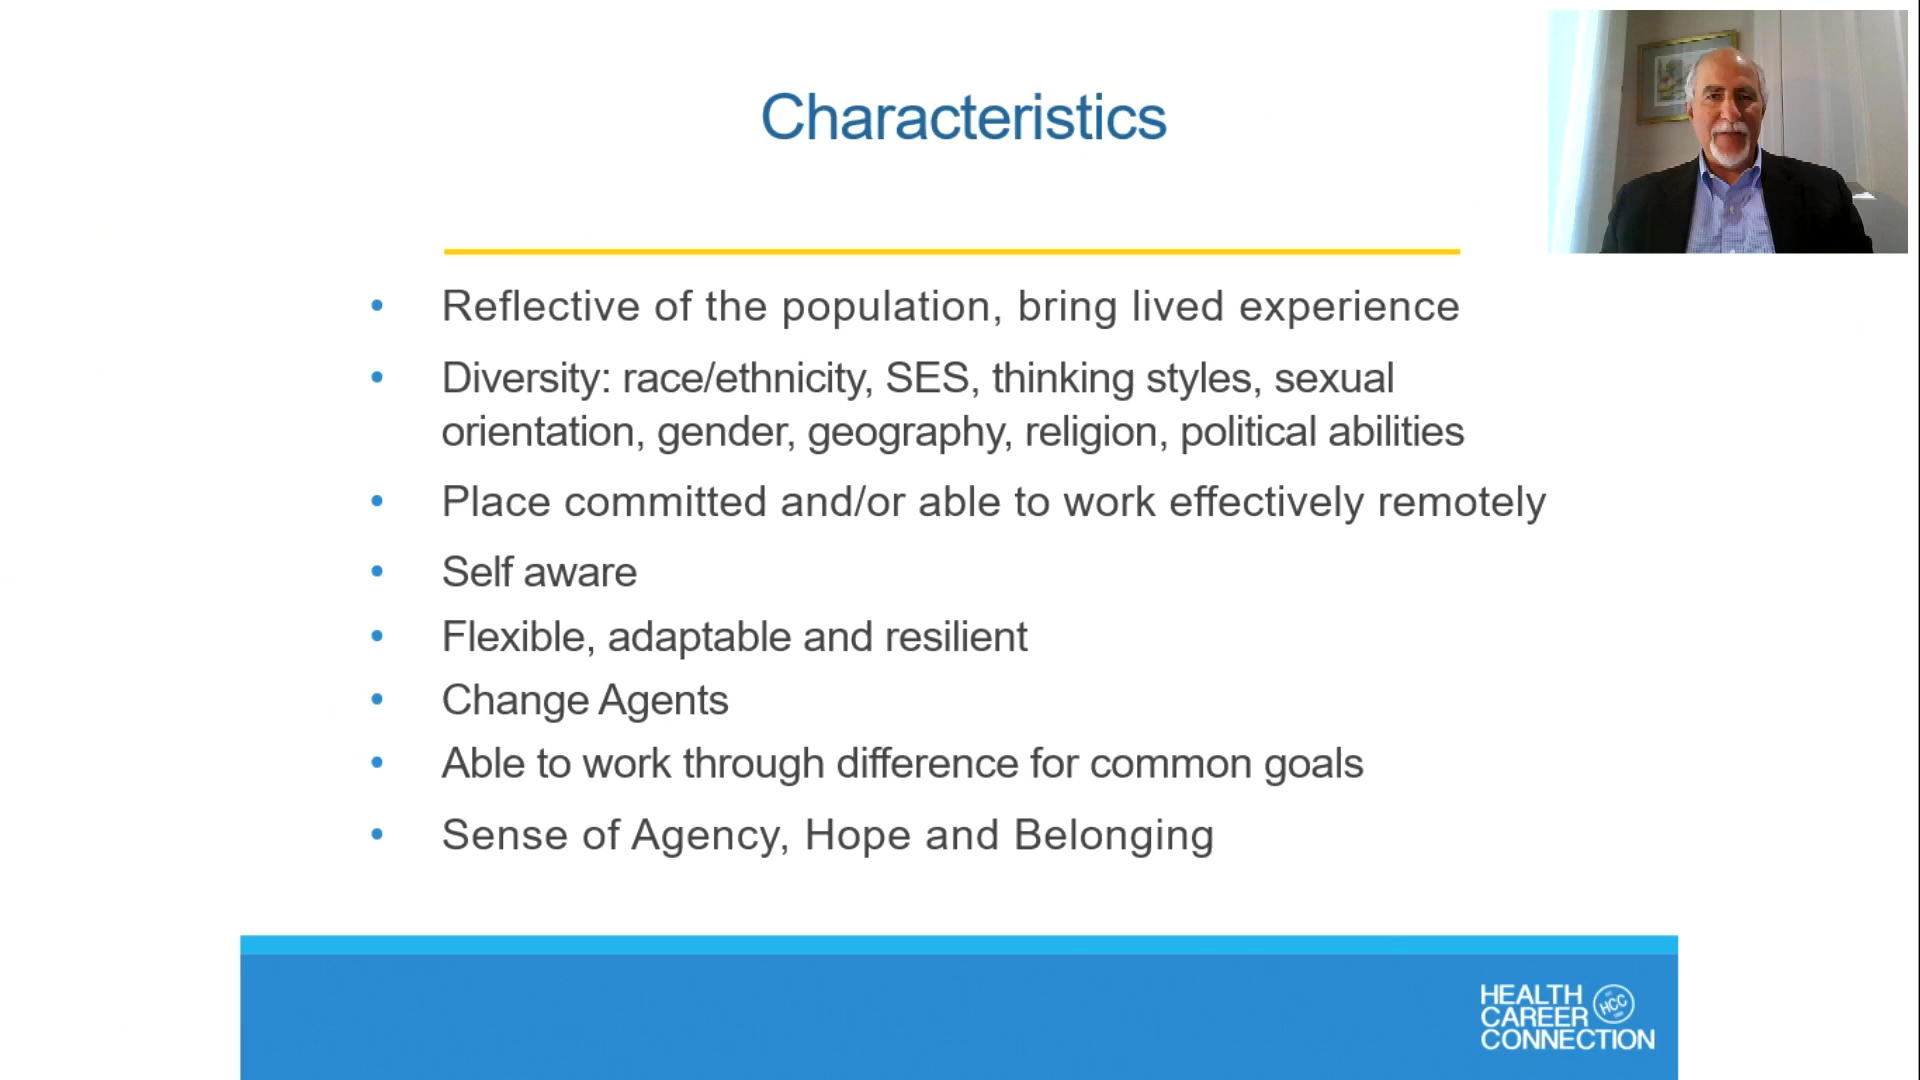 Characteristics
• Reflective of the population, bring lived experience
• Diversity: race/ethnicity, SES, thinking styles, sexual
orientation, gender, geography, religion, political abilities
• Place committed and/or able to work effectively remotely
• Self aware
• Flexible, adaptable and resilient
• Change Agents
• Able to work through difference for common goals
• Sense of Agency, Hope and Belonging
HEALTH
CAREER
CONNECTION
HCC